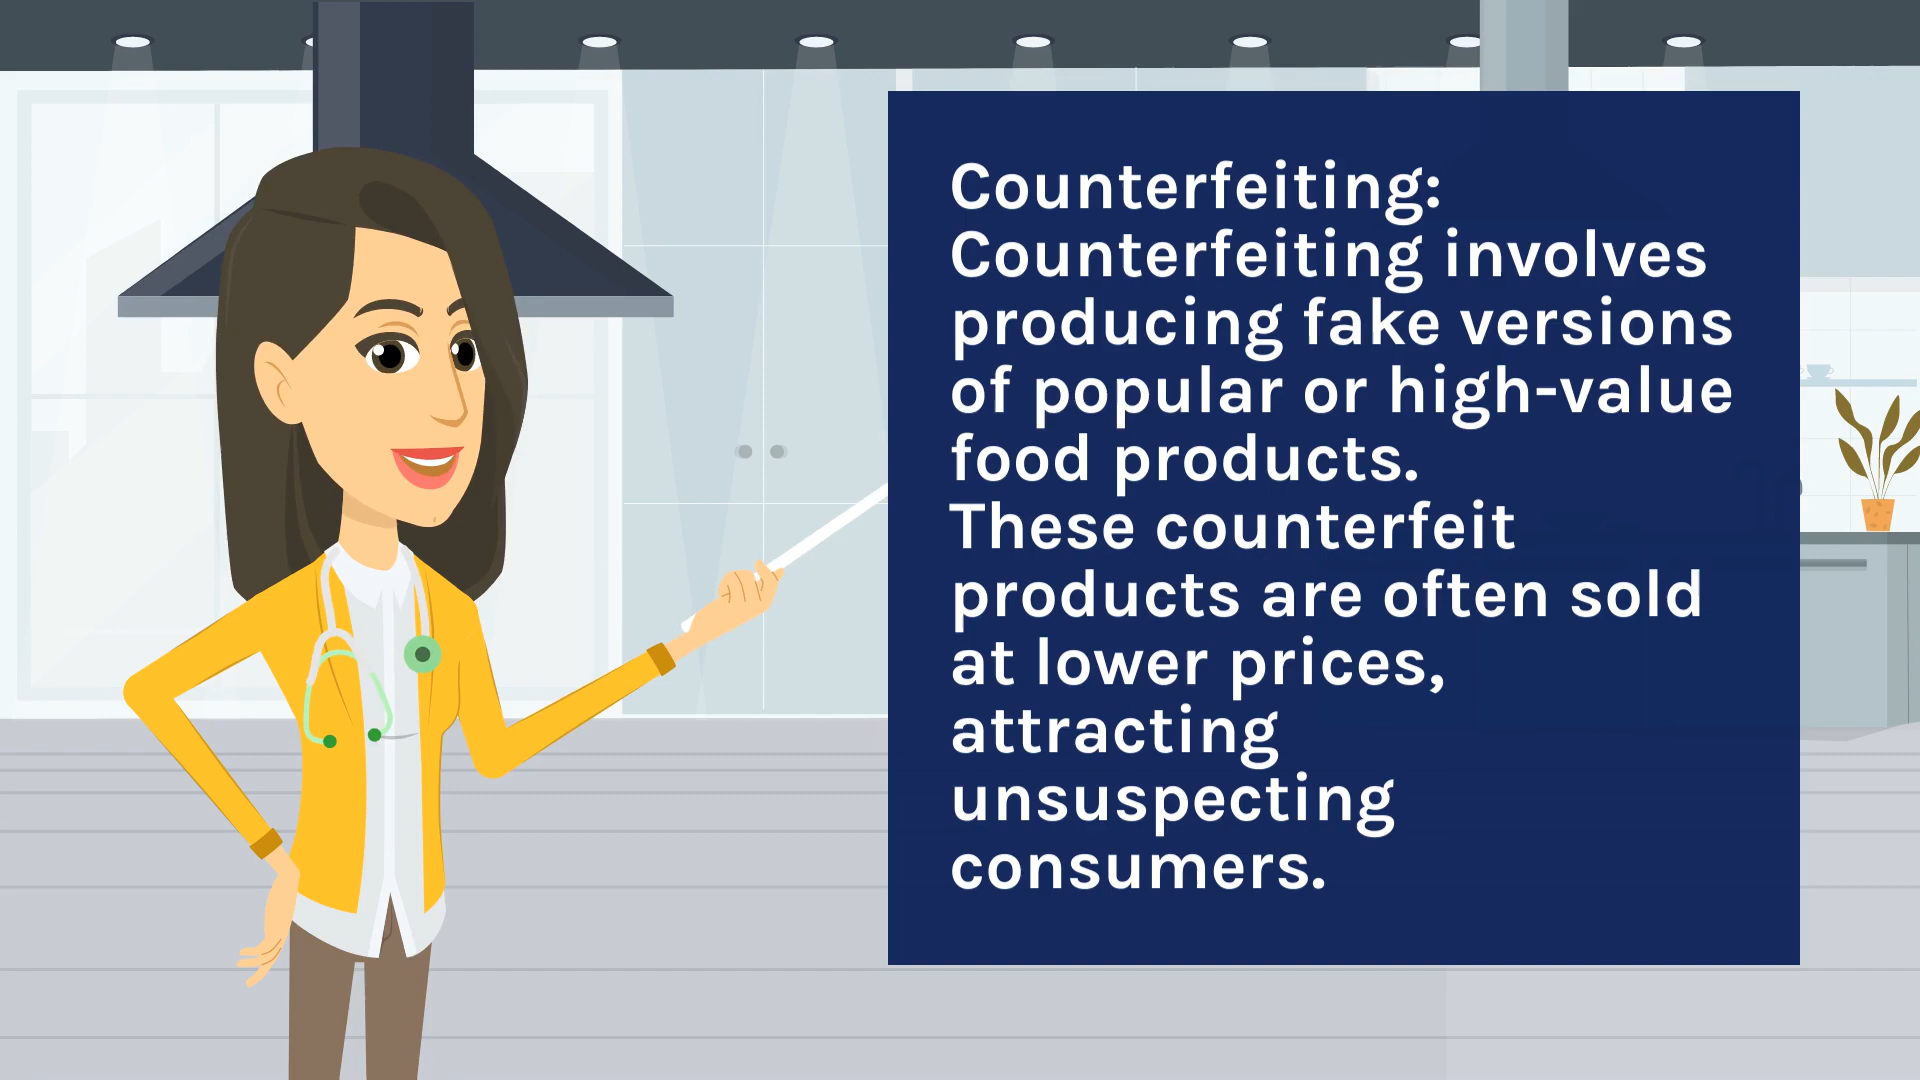 Counterfeiting:
Counterfeiting involves
producing fake versions
of popular or high-value
food products.
These counterfeit
products are often sold
at lower prices,
attracting
unsuspecting
consumers.